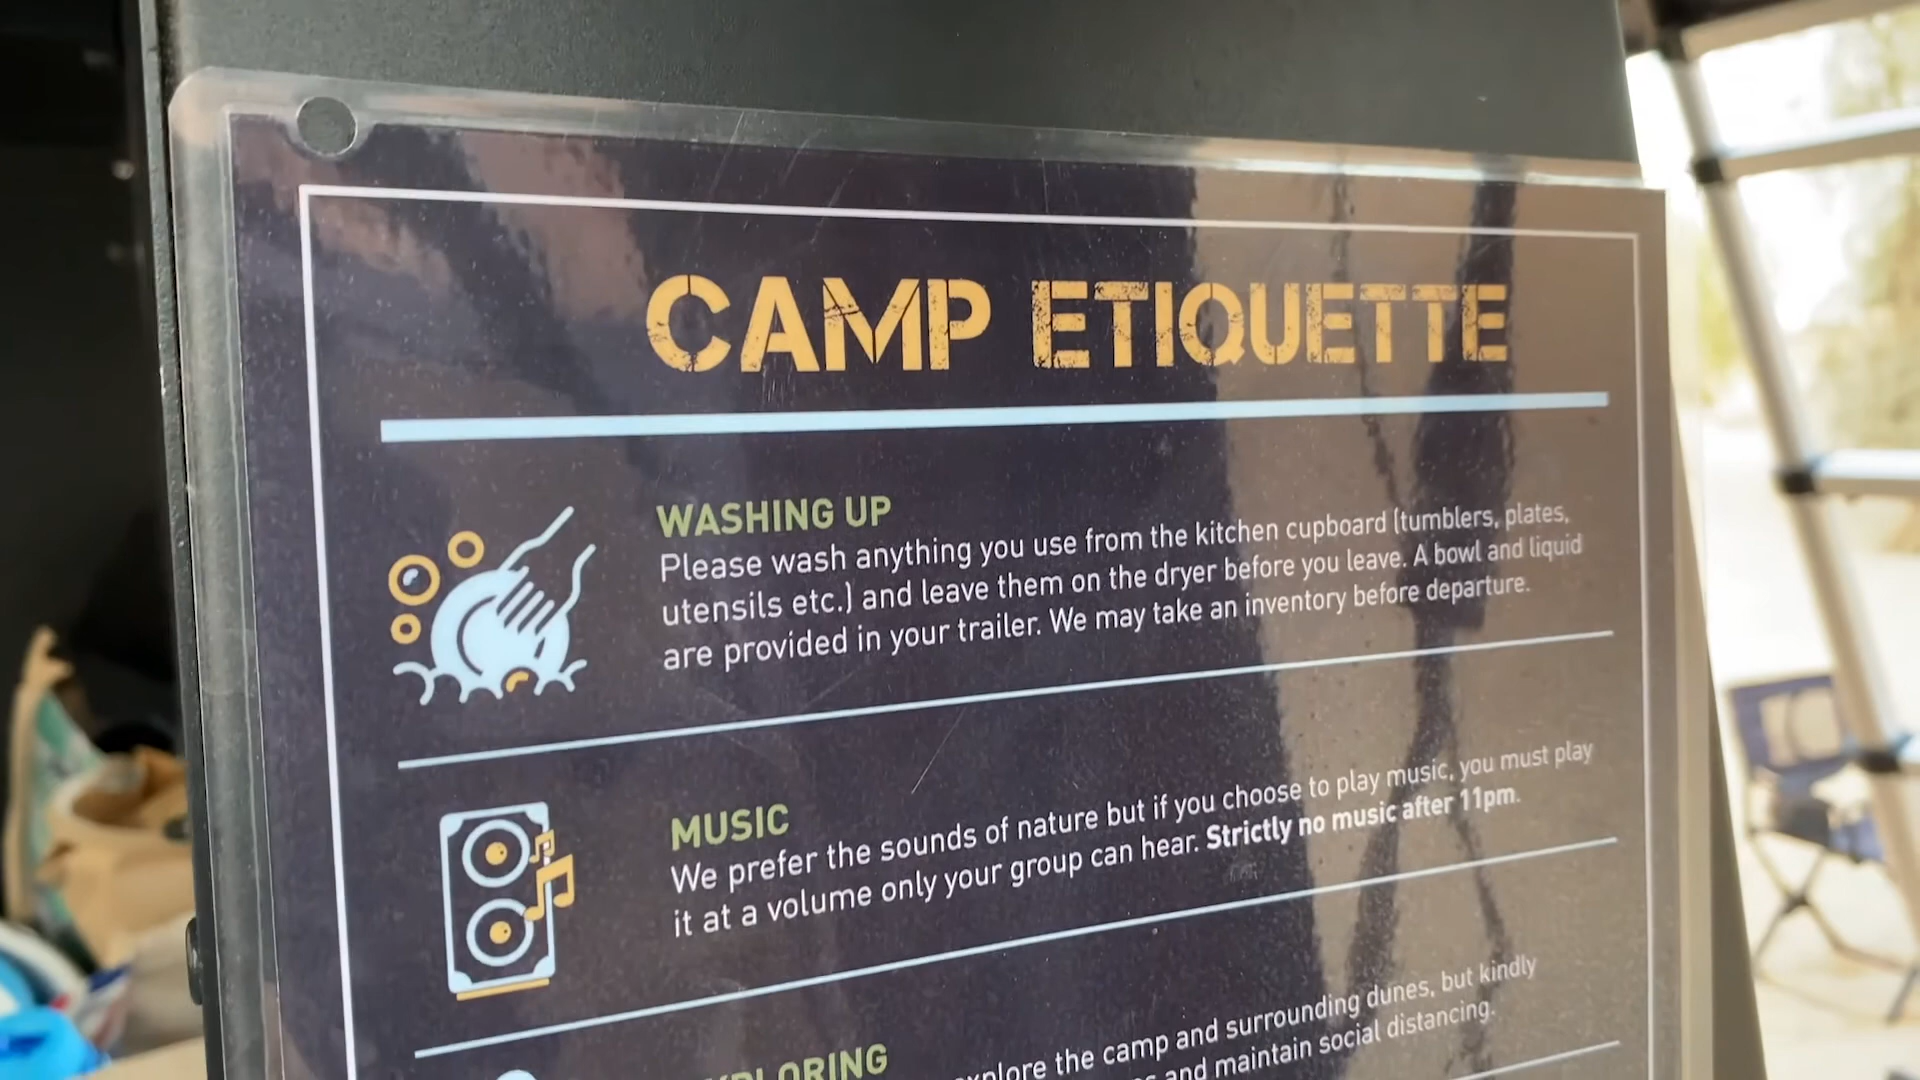 CAMP ETIQUETTE
WASHING UP
Please wash anything you use from the kitchen cupboard (tumblers, plates,
utensils etc.) and leave them on the dryer before you leave. A bowl and liquid
are provided in your trailer. We may take an inventory before departure.
MUSIC
We prefer the sounds of nature but if you choose to play music, you must play
it at a volume only your group can hear. Strictly no music after 11pm.
explore the camp and surrounding dunes, but kindly
and maintain social distancing.